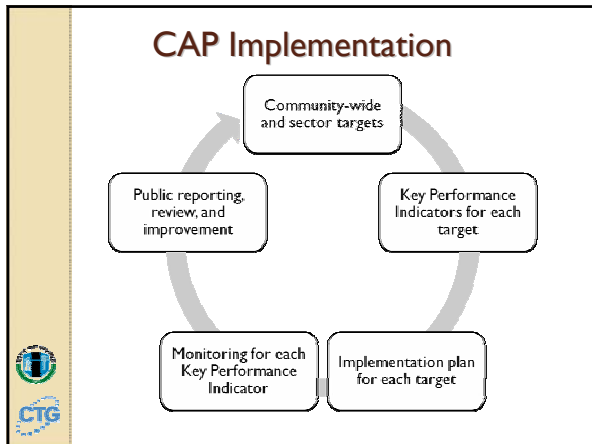 CAP Implementation
Community-wide
and sector targets
Key Performance
Indicators for each
target
Implementation plan
for each target
Monitoring for each
Key Performance
Indicator
Public reporting,
review, and
improvement
CTG